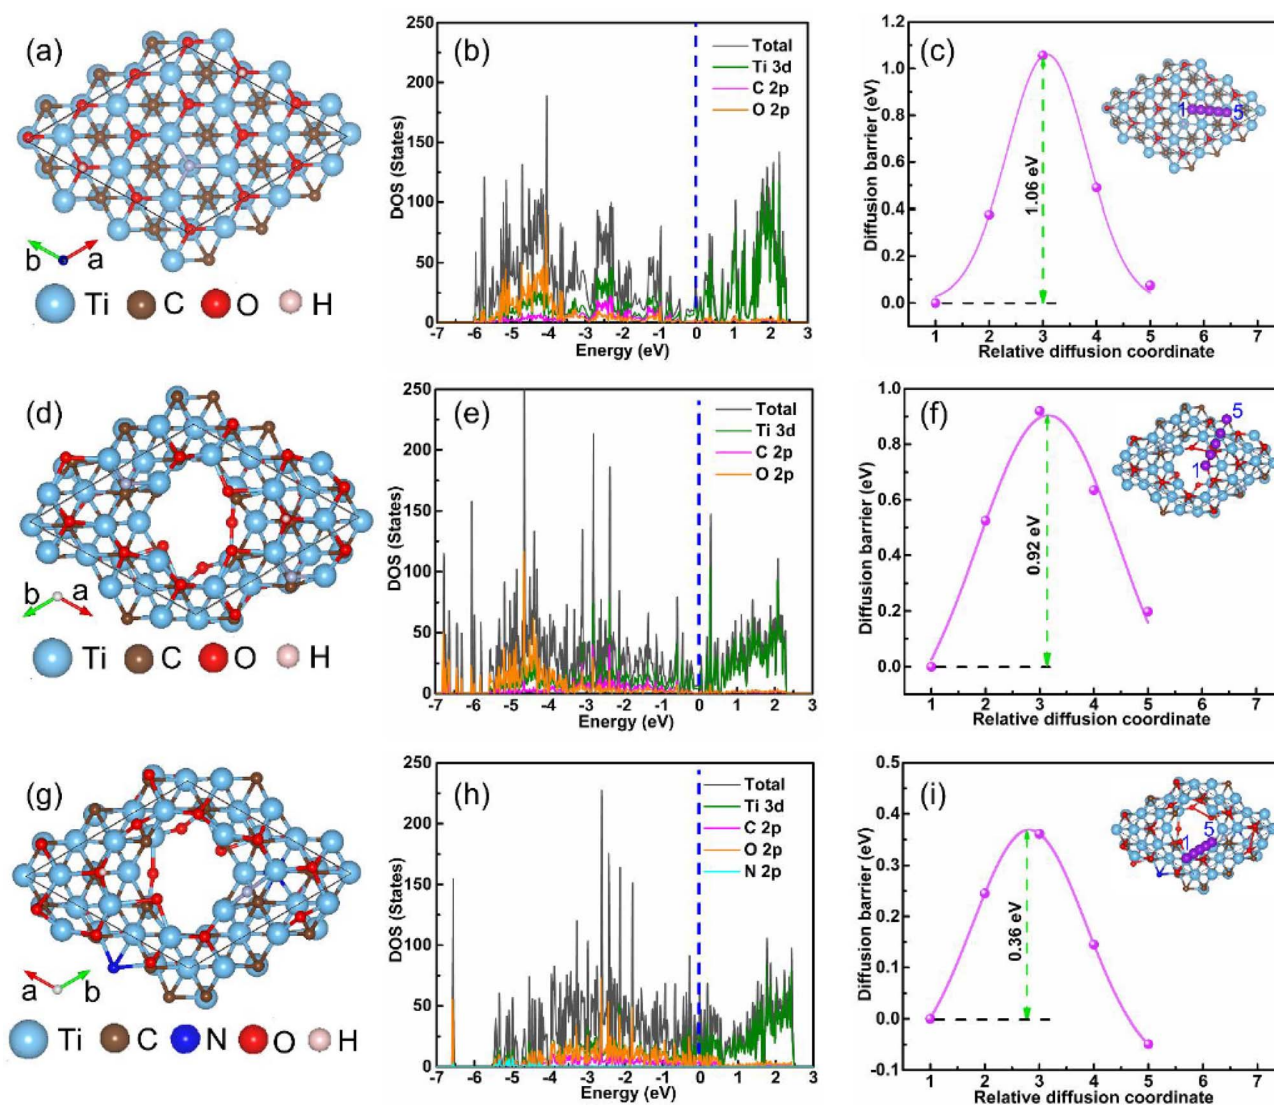 (a)
b a
Ti C O H
(b)
250
200
150
100
50
0
DOS (States)
Total
Ti 3d
C 2p
O 2p
-7 -6 -5 -4 -3 -2 -1 0 1 2 3
Energy (eV)
(c)
1.2
1.0
0.8
0.6
0.4
0.2
0.0
Diffusion barrier (eV)
1.06 eV
1 5
1 2 3 4 5 6 7
Relative diffusion coordinate
(d)
b a
Ti C O H
(e)
250
200
150
100
50
0
DOS (States)
Total
Ti 3d
C 2p
O 2p
-7 -6 -5 -4 -3 -2 -1 0 1 2 3
Energy (eV)
(f)
1.0
0.9
0.8
0.6
0.4
0.2
0.0
Diffusion barrier (eV)
0.92 eV
5
1
1 2 3 4 5 6 7
Relative diffusion coordinate
(g)
a b
Ti C N O H
(h)
250
200
150
100
50
0
DOS (States)
Total
Ti 3d
C 2p
O 2p
N 2p
-7 -6 -5 -4 -3 -2 -1 0 1 2 3
Energy (eV)
(i)
0.5
0.4
0.3
0.2
0.1
0.0
-0.1
Diffusion barrier (eV)
0.36 eV
1 5
1 2 3 4 5 6 7
Relative diffusion coordinate